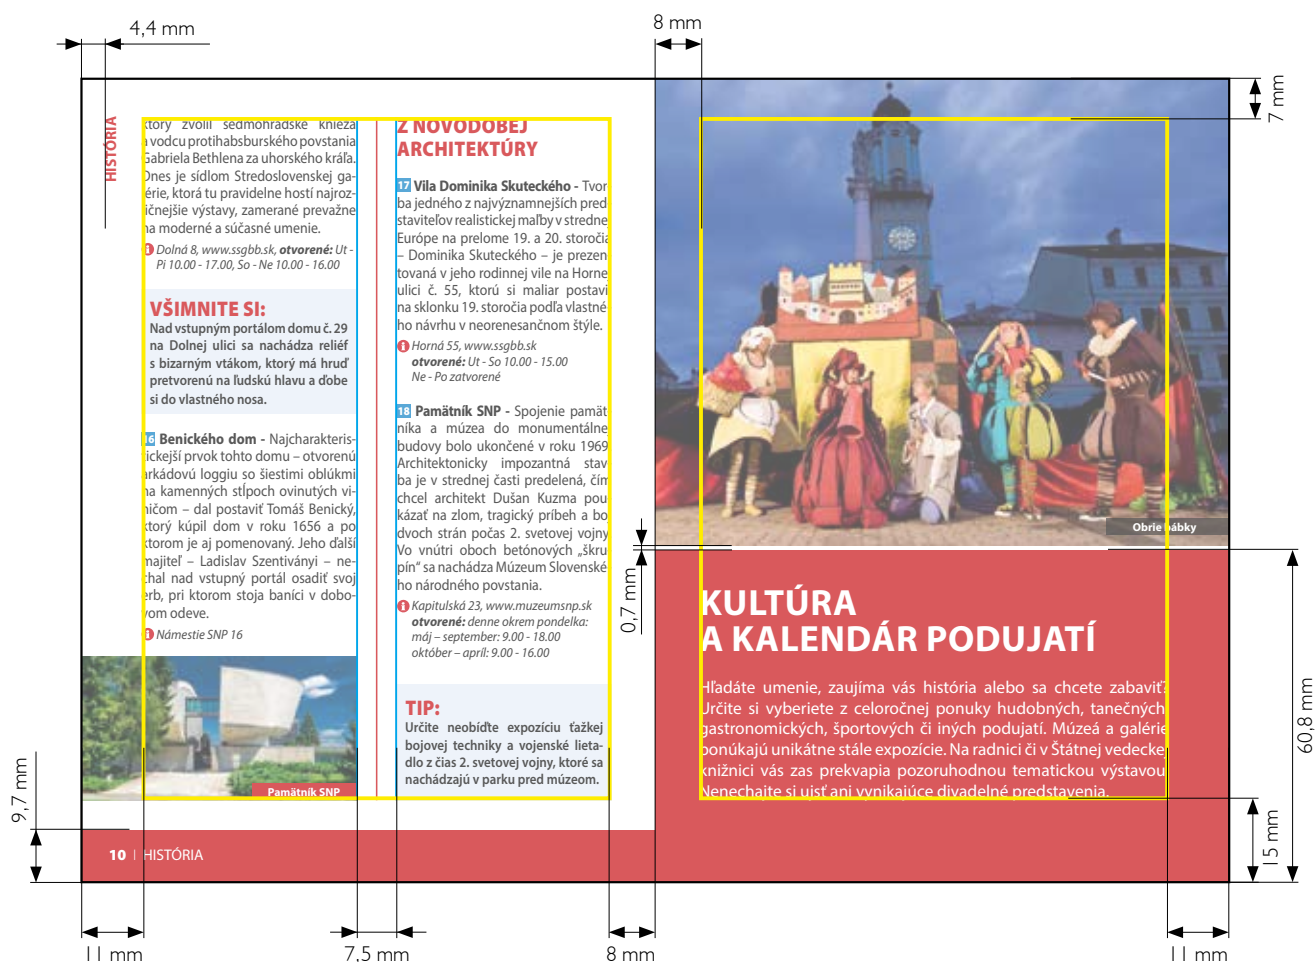 4,4 mm
8 mm
7 mm
HISTÓRIA
ktorý zvolil sedmohradské knieža
a vodcu protihabsburského povstania
Gabriela Bethlena za uhorského kráľa.
Dnes je sídlom Stredoslovenskej ga-
lérie, ktorá tu pravidelne hostí najroz-
ličnejšie výstavy, zamerané prevažne
na moderné a súčasné umenie.
Dolná 8, www.ssgbb.sk, otvorené: Ut -
Pi 10.00 - 17.00, So - Ne 10.00 - 16.00
VŠIMNITE SI:
Nad vstupným portálom domu č. 29
na Dolnej ulici sa nachádza reliéf
s bizarným vtákom, ktorý má hruď
pretvorenú na ľudskú hlavu a ďobe
si do vlastného nosa.
16 Benického dom - Najcharakteris-
tickejší prvok tohto domu – otvorenú
arkádovú loggiu so šiestimi oblúkmi
na kamenných stĺpoch ovinutých vi-
ničom – dal postaviť Tomáš Benický,
ktorý kúpil dom v roku 1656 a po
ktorom je aj pomenovaný. Jeho ďalší
majiteľ – Ladislav Szentiványi – ne-
chal nad vstupný portál osadiť svoj
erb, pri ktorom stoja baníci v dobo-
vom odeve.
Námestie SNP 16
Pamätník SNP
10 | HISTÓRIA
Z NOVODOBEJ
ARCHITEKTÚRY
17 Vila Dominika Skuteckého - Tvor
ba jedného z najvýznamnejších pred
staviteľov realistickej maľby v stredne
Európe na prelome 19. a 20. storočia
– Dominika Skuteckého – je prezen
tovaná v jeho rodinnej vile na Horne
ulici č. 55, ktorú si maliar postavi
na sklonku 19. storočia podľa vlastné
ho návrhu v neorenesančnom štýle.
Horná 55, www.ssgbb.sk
otvorené: Ut - So 10.00 - 15.00
Ne - Po zatvorené
18 Pamätník SNP - Spojenie pamät
níka a múzea do monumentálne
budovy bolo ukončené v roku 1969
Architektonicky impozantná stav
ba je v strednej časti predelená, čím
chcel architekt Dušan Kuzma pou
kázať na zlom, tragický príbeh a bo
dvoch strán počas 2. svetovej vojny
Vo vnútri oboch betónových „škru
pín“ sa nachádza Múzeum Slovenské
ho národného povstania.
Kapitulská 23, www.muzeumsnp.sk
otvorené: denne okrem pondelka:
máj – september: 9.00 - 18.00
október – apríl: 9.00 - 16.00
TIP:
Určite neobíďte expozíciu ťažkej
bojovej techniky a vojenské lieta-
dlo z čias 2. svetovej vojny, ktoré sa
nachádzajú v parku pred múzeom.
Obrie bábky
0,7 mm
KULTÚRA
A KALENDÁR PODUJATÍ
Hľadáte umenie, zaujíma vás história alebo sa chcete zabaviť?
Určite si vyberiete z celoročnej ponuky hudobných, tanečných
gastronomických, športových či iných podujatí. Múzeá a galérie
ponúkajú unikátne stále expozície. Na radnici či v Štátnej vedecke
knižnici vás zas prekvapia pozoruhodnou tematickou výstavou
Nenechajte si ujsť ani vynikajúce divadelné predstavenia.
60,8 mm
15 mm
9,7 mm
11 mm
7,5 mm
8 mm
11 mm